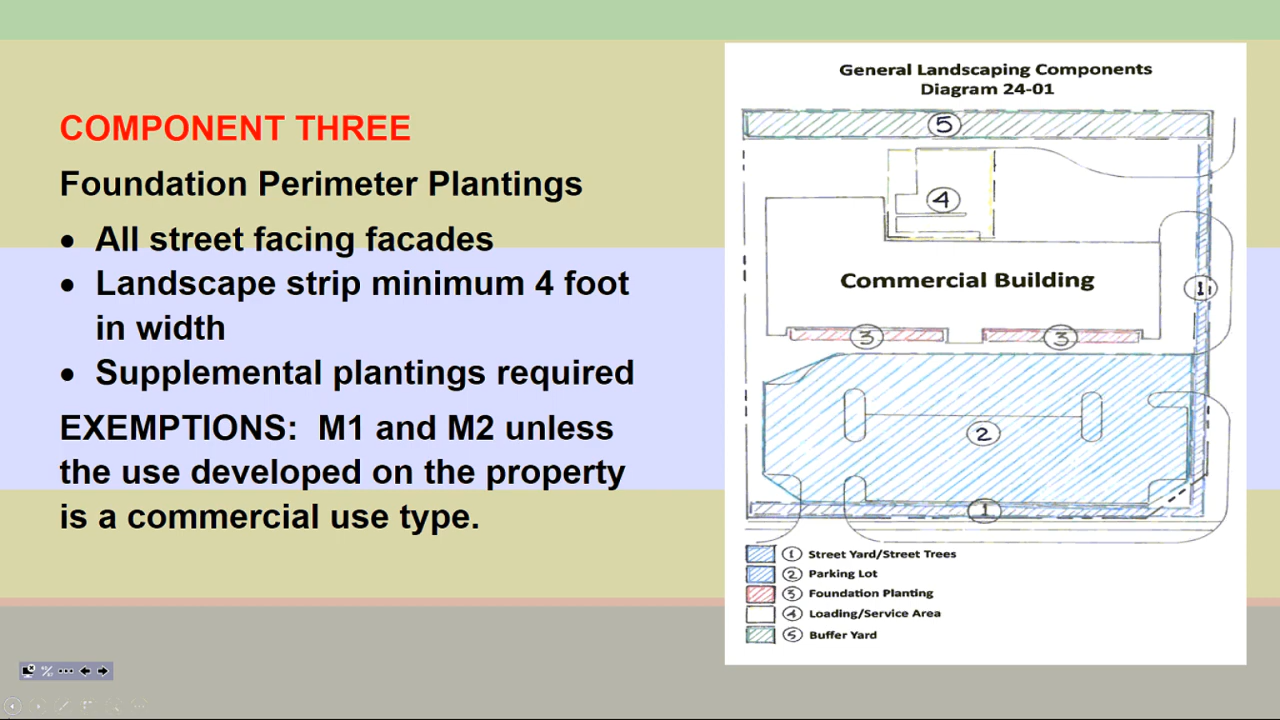 COMPONENT THREE
Foundation Perimeter Plantings
• All street facing facades
• Landscape strip minimum 4 foot
in width
• Supplemental plantings required
EXEMPTIONS: M1 and M2 unless
the use developed on the property
is a commercial use type.
General Landscaping Components
Diagram 24-01
5
4
Commercial Building
1
3
3
2
1
1 Street Yard/Street Trees
2 Parking Lot
3 Foundation Planting
4 Loading/Service Area
5 Buffer Yard